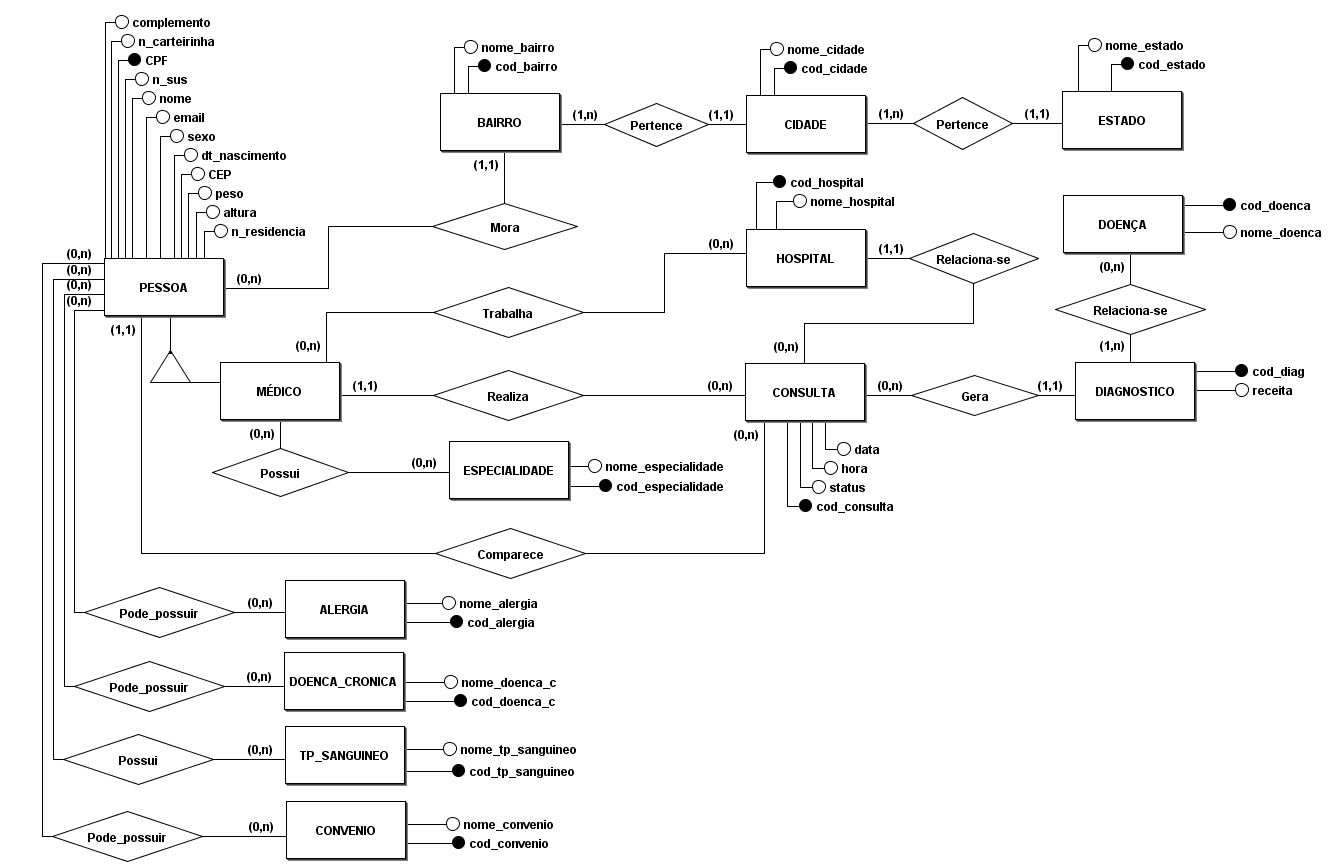 complemento
n_carteirinha
CPF
n_sus
nome
email
sexo
dt_nascimento
CEP
peso
altura
n_residencia
nome_bairro
cod_bairro
nome_cidade
cod_cidade
nome_estado
cod_estado
BAIRRO
(1,n)
Pertence
(1,1)
CIDADE
(1,n)
Pertence
(1,1)
ESTADO
(1,1)
Mora
cod_hospital
nome_hospital
DOENÇA
cod_doenca
nome_doenca
(0,n)
(0,n)
(0,n)
(0,n)
PESSOA
(0,n)
(0,n)
HOSPITAL
(1,1)
Relaciona-se
(0,n)
Relaciona-se
(1,n)
Trabalha
(1,1)
(0,n)
(0,n)
MÉDICO
(1,1)
Realiza
(0,n)
CONSULTA
(0,n)
Gera
(1,1)
DIAGNOSTICO
cod_diag
receita
(0,n)
Possui
(0,n)
ESPECIALIDADE
nome_especialidade
cod_especialidade
(0,n)
data
hora
status
cod_consulta
Comparece
Pode_possuir
(0,n)
ALERGIA
nome_alergia
cod_alergia
Pode_possuir
(0,n)
DOENCA_CRONICA
nome_doenca_c
cod_doenca_c
Possui
(0,n)
TP_SANGUINEO
nome_tp_sanguineo
cod_tp_sanguineo
Pode_possuir
(0,n)
CONVENIO
nome_convenio
cod_convenio